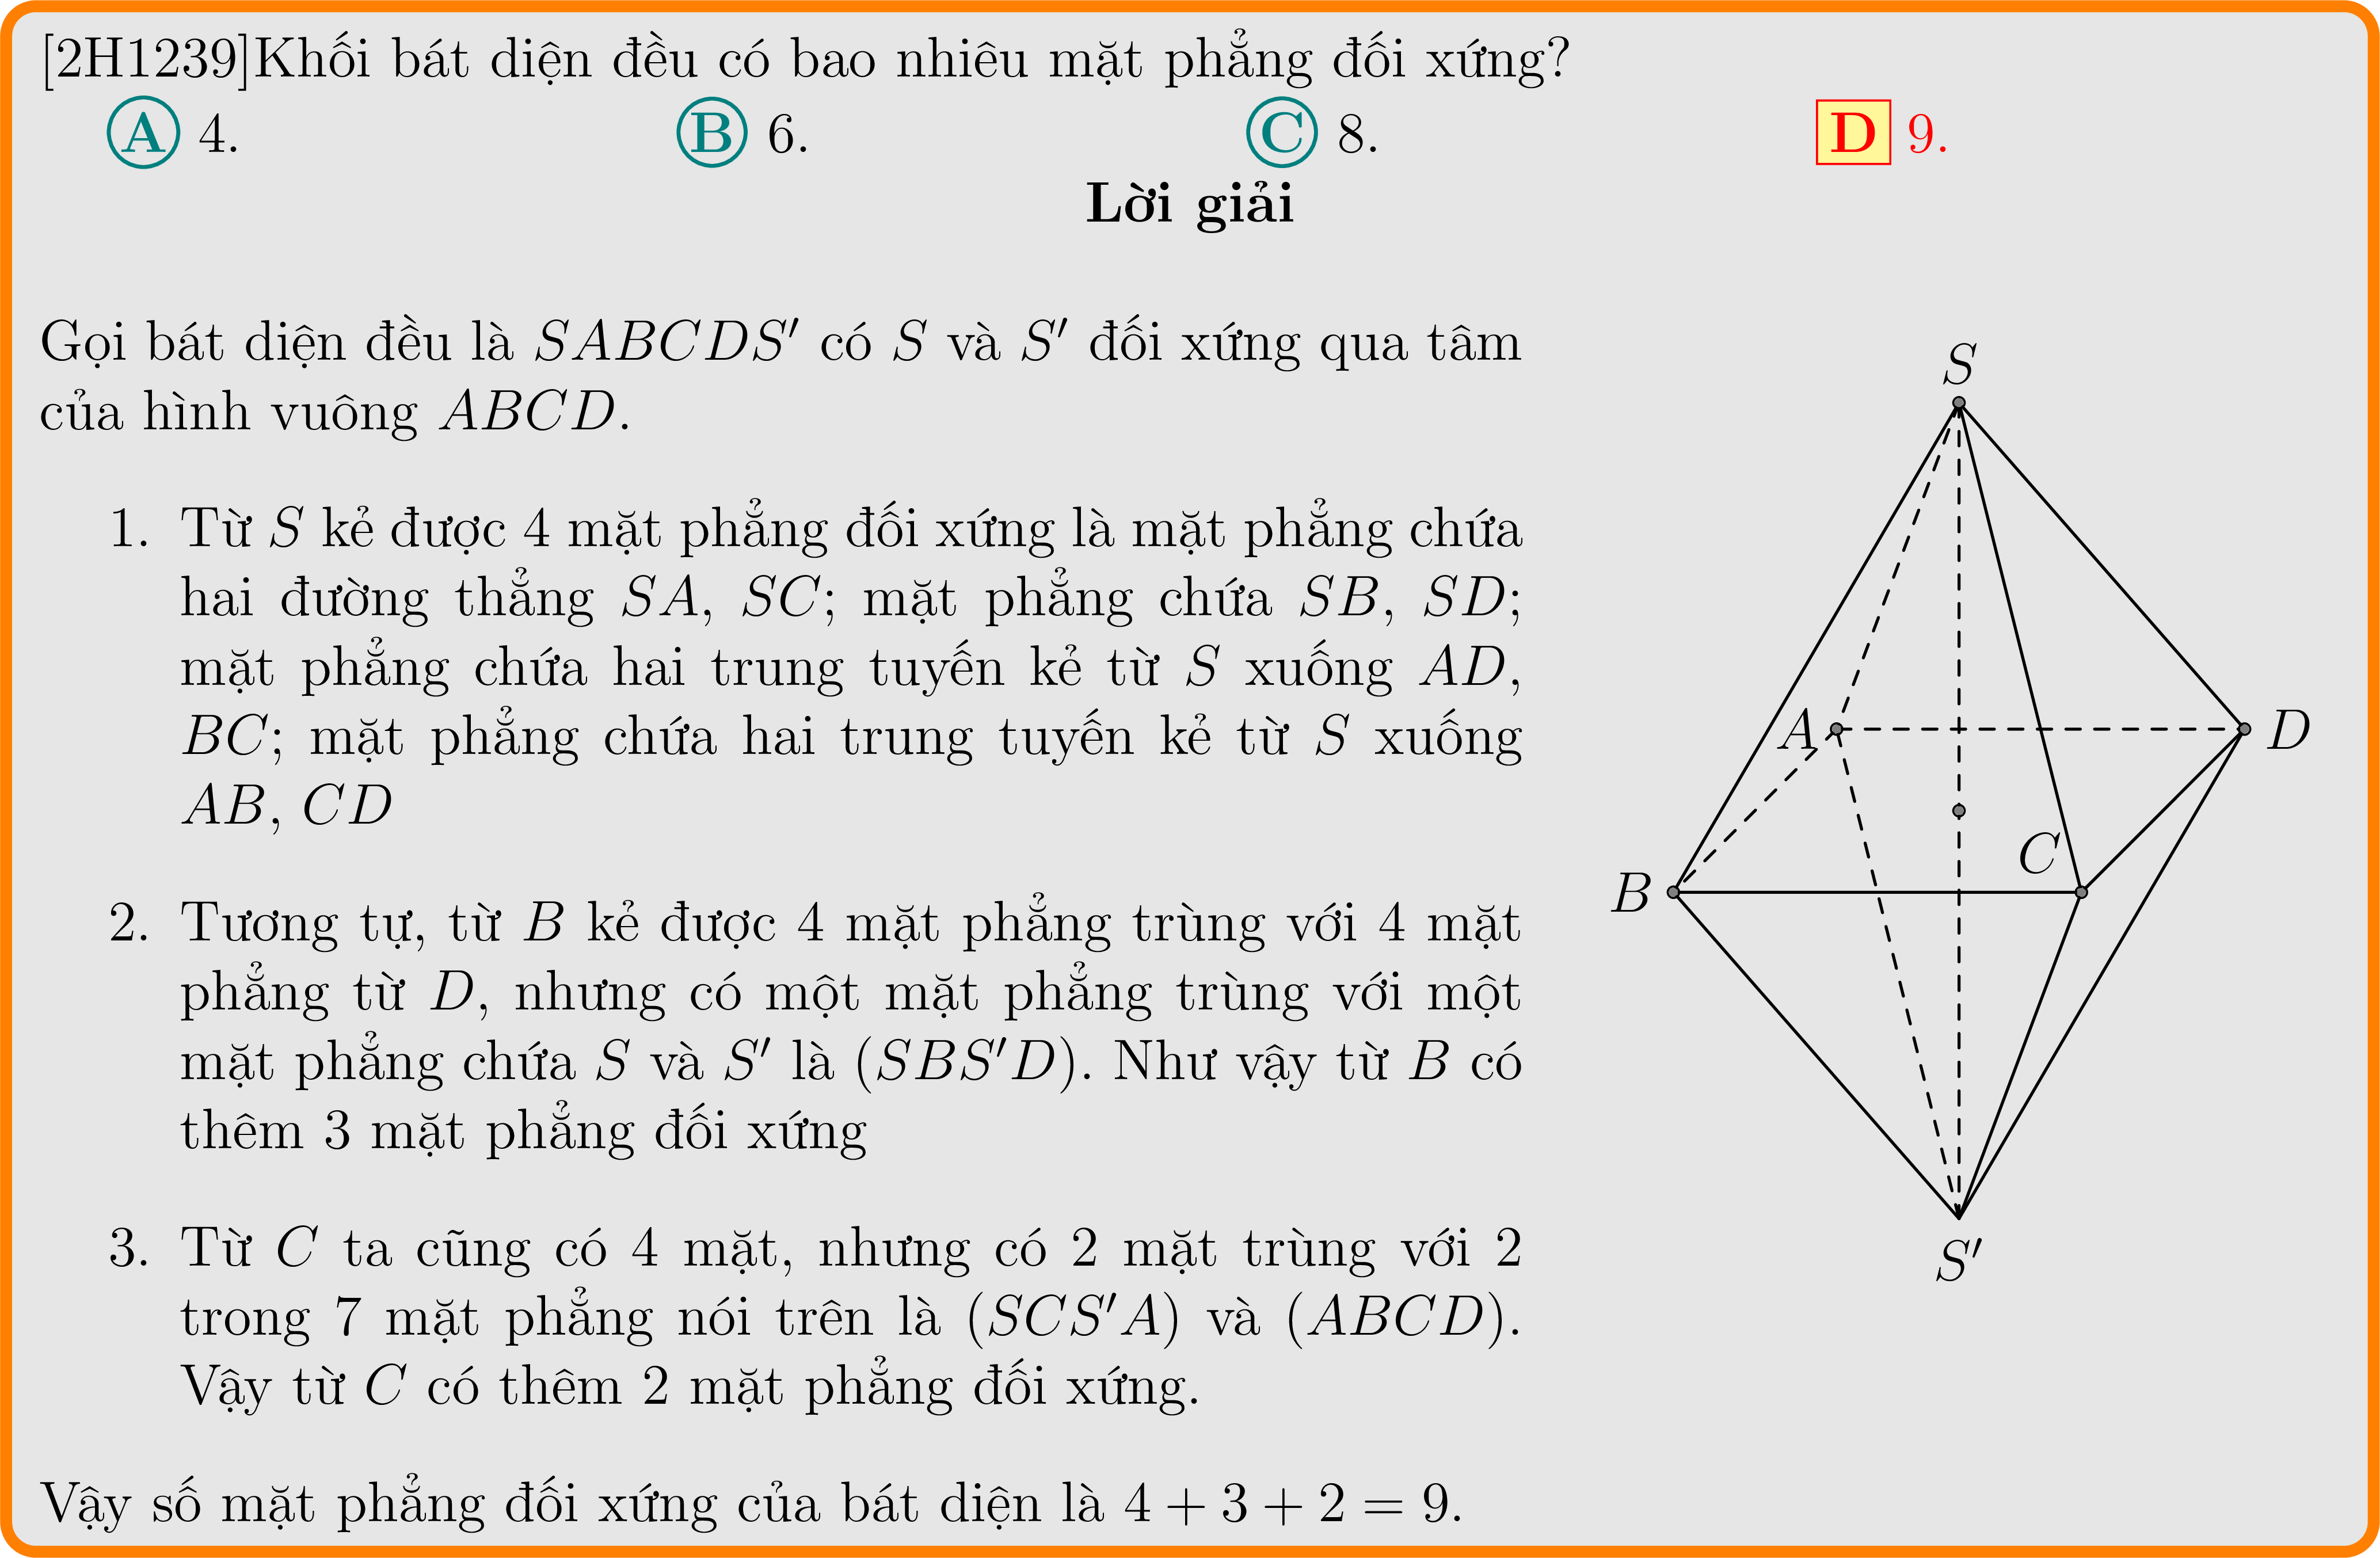 [2H1239]Khối bát diện đều có bao nhiêu mặt phẳng đối xứng?
A 4. B 6. C 8. D 9.
Lời giải
Gọi bát diện đều là SABCDS′ có S và S′ đối xứng qua tâm
của hình vuông ABCD.
1. Từ S kẻ được 4 mặt phẳng đối xứng là mặt phẳng chứa
hai đường thẳng SA, SC; mặt phẳng chứa SB, SD;
mặt phẳng chứa hai trung tuyến kẻ từ S xuống AD,
BC; mặt phẳng chứa hai trung tuyến kẻ từ S xuống
AB, CD
2. Tương tự, từ B kẻ được 4 mặt phẳng trùng với 4 mặt
phẳng từ D, nhưng có một mặt phẳng trùng với một
mặt phẳng chứa S và S′ là (SBS′D). Như vậy từ B có
thêm 3 mặt phẳng đối xứng
3. Từ C ta cũng có 4 mặt, nhưng có 2 mặt trùng với 2
trong 7 mặt phẳng nói trên là (SCS′A) và (ABCD).
Vậy từ C có thêm 2 mặt phẳng đối xứng.
Vậy số mặt phẳng đối xứng của bát diện là 4 + 3 + 2 = 9.
S
A
D
C
B
S′